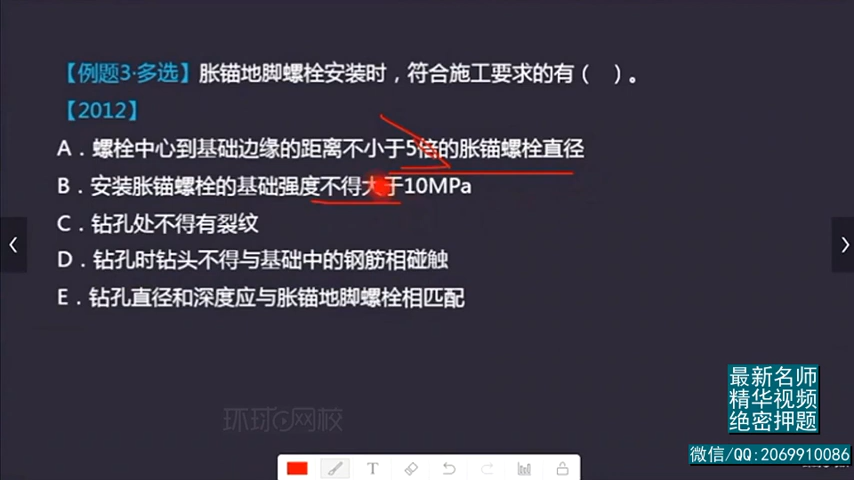 【例题3·多选】胀锚地脚螺栓安装时，符合施工要求的有（ ）。
【2012】
A．螺栓中心到基础边缘的距离不小于5倍的胀锚螺栓直径
B．安装胀锚螺栓的基础强度不得大于10MPa
C．钻孔处不得有裂纹
D．钻孔时钻头不得与基础中的钢筋相碰触
E．钻孔直径和深度应与胀锚地脚螺栓相匹配
最新名师
精华视频
绝密押题
环球网校
微信/QQ:2069910086
T